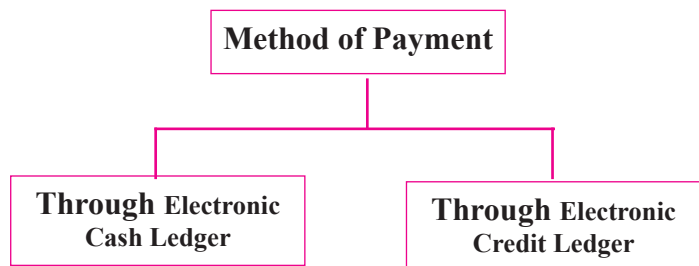 Method of Payment
Through Electronic
Cash Ledger
Through Electronic
Credit Ledger